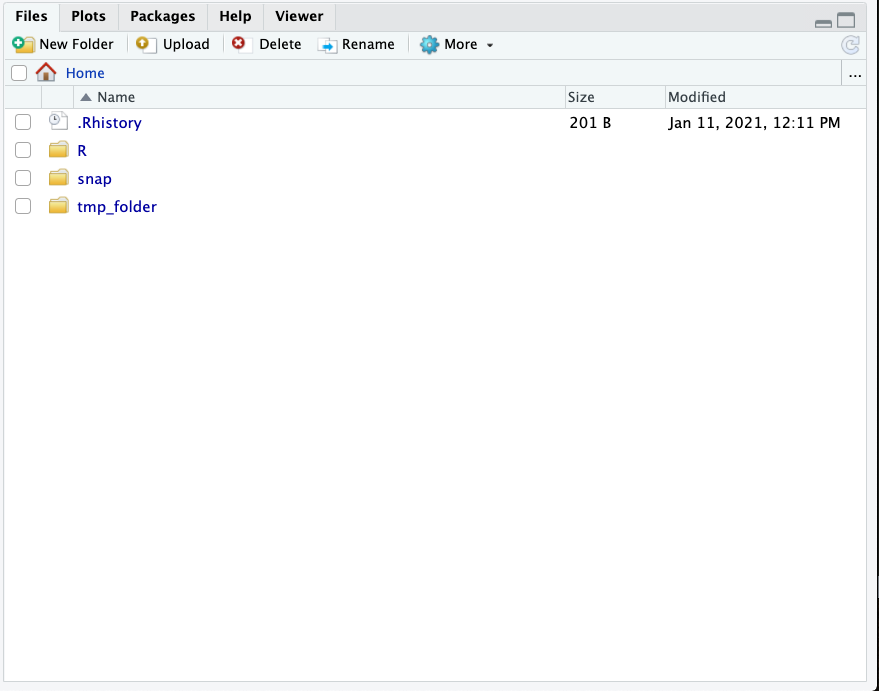 Files Plots Packages Help Viewer
New Folder Upload Delete Rename More
Home ...
Name Size Modified
.Rhistory 201 B Jan 11, 2021, 12:11 PM
R
snap
tmp_folder